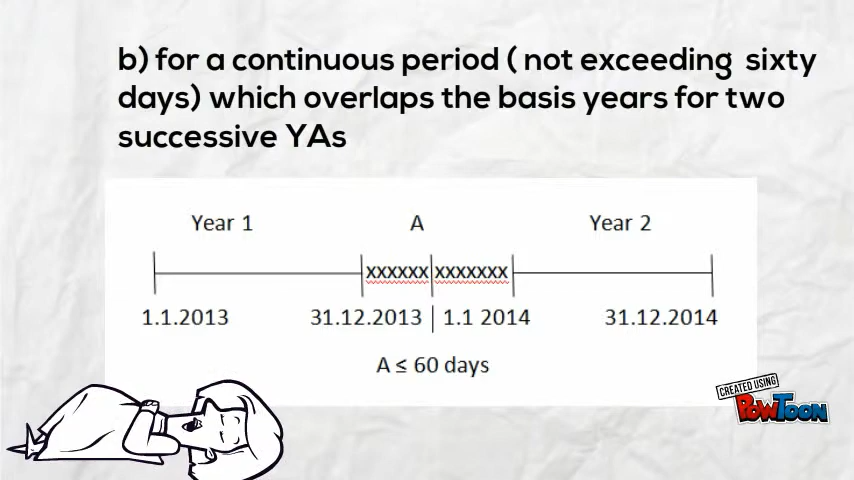 b) for a continuous period ( not exceeding sixty
days) which overlaps the basis years for two
successive YAs
Year 1 A Year 2
xxxxxx xxxxxxx
1.1.2013 31.12.2013 | 1.1 2014 31.12.2014
A ≤ 60 days
CREATED USING
POWTOON